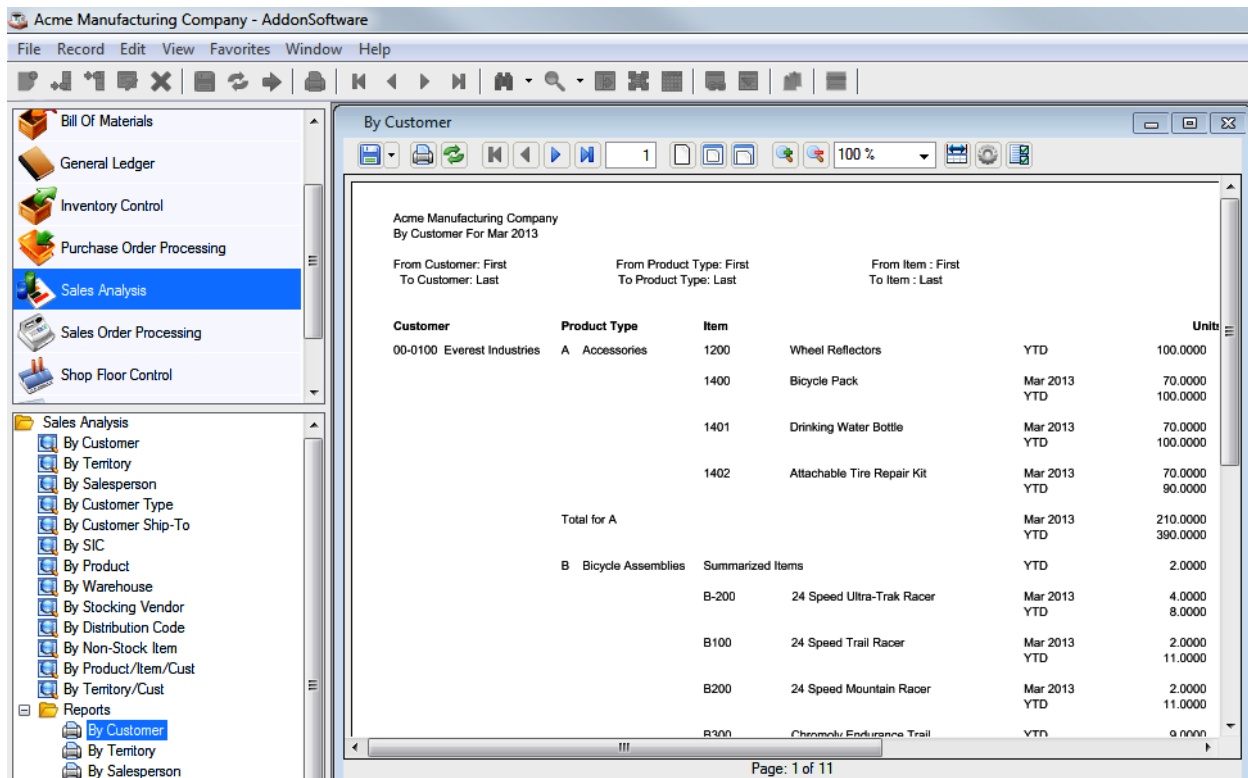 Acme Manufacturing Company - AddonSoftware
File Record Edit View Favorites Window Help
Bill Of Materials
General Ledger
Inventory Control
Purchase Order Processing
Sales Analysis
Sales Order Processing
Shop Floor Control
Sales Analysis
By Customer
By Territory
By Salesperson
By Customer Type
By Customer Ship-To
By SIC
By Product
By Warehouse
By Stocking Vendor
By Distribution Code
By Non-Stock Item
By Product/Item/Cust
By Territory/Cust
Reports
By Customer
By Territory
By Salesperson
By Customer
1 100 %
Acme Manufacturing Company
By Customer For Mar 2013
From Customer: First From Product Type: First From Item : First
To Customer: Last To Product Type: Last To Item : Last
Customer Product Type Item Units
00-0100 Everest Industries A Accessories 1200 Wheel Reflectors YTD 100.0000
1400 Bicycle Pack Mar 2013 70.0000
YTD 100.0000
1401 Drinking Water Bottle Mar 2013 70.0000
YTD 100.0000
1402 Attachable Tire Repair Kit Mar 2013 70.0000
YTD 90.0000
Total for A Mar 2013 210.0000
YTD 390.0000
B Bicycle Assemblies Summarized Items YTD 2.0000
B-200 24 Speed Ultra-Trak Racer Mar 2013 4.0000
YTD 8.0000
B100 24 Speed Trail Racer Mar 2013 2.0000
YTD 11.0000
B200 24 Speed Mountain Racer Mar 2013 2.0000
YTD 11.0000
B300 Chromoly Endurance Trail YTD 9.0000
Page: 1 of 11